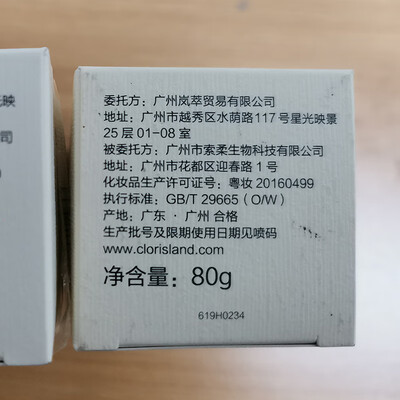 委托方：广州岚萃贸易有限公司
地址：广州市越秀区水荫路117号星光映景
25层01-08室
被委托方：广州市索柔生物科技有限公司
地址：广州市花都区迎春路1号
化妆品生产许可证号：粤妆20160499
执行标准：GB/T 29665（O/W）
产地：广东·广州 合格
生产批号及限期使用日期见喷码
www.clorisland.com
净含量：80g
619H0234
光映
司